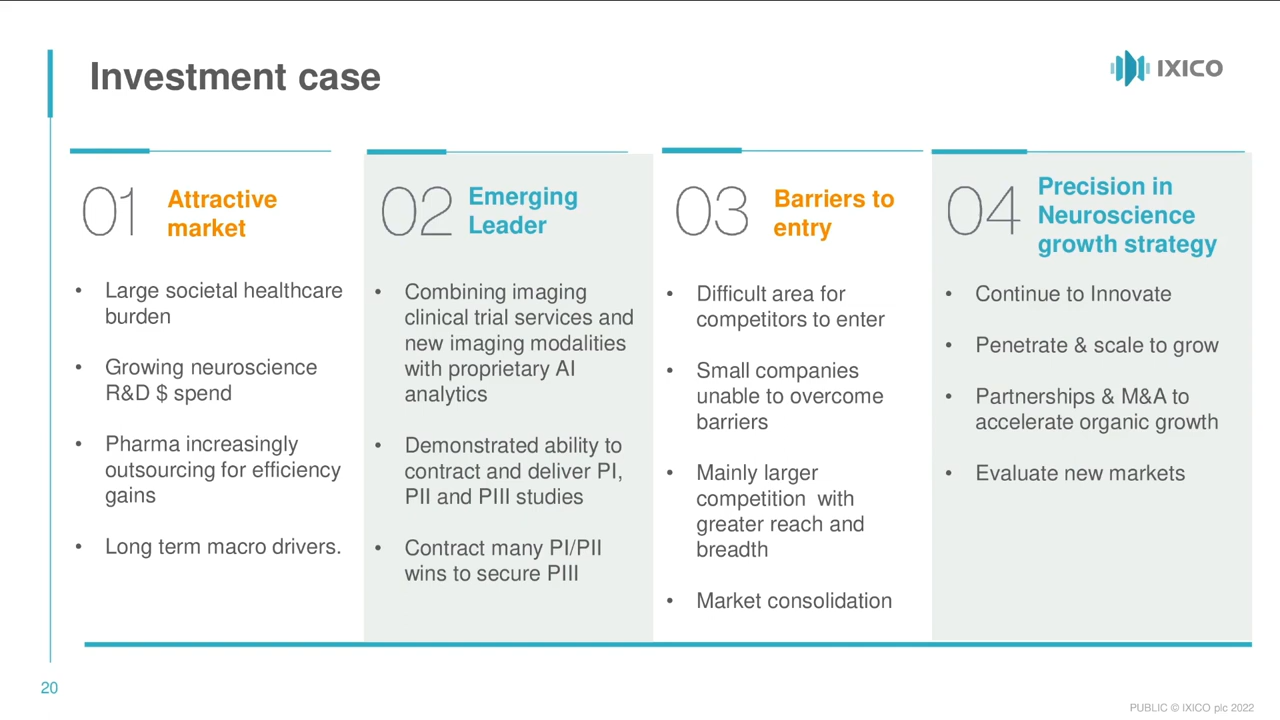 Investment case
IXICO
01
Attractive
market
• Large societal healthcare
burden
• Growing neuroscience
R&D $ spend
• Pharma increasingly
outsourcing for efficiency
gains
• Long term macro drivers.
02
Emerging
Leader
• Combining imaging
clinical trial services and
new imaging modalities
with proprietary AI
analytics
• Demonstrated ability to
contract and deliver PI,
PII and PIII studies
• Contract many PI/PII
wins to secure PIII
03
Barriers to
entry
• Difficult area for
competitors to enter
• Small companies
unable to overcome
barriers
• Mainly larger
competition with
greater reach and
breadth
• Market consolidation
04
Precision in
Neuroscience
growth strategy
• Continue to Innovate
• Penetrate & scale to grow
• Partnerships & M&A to
accelerate organic growth
• Evaluate new markets
20
PUBLIC © IXICO plc 2022